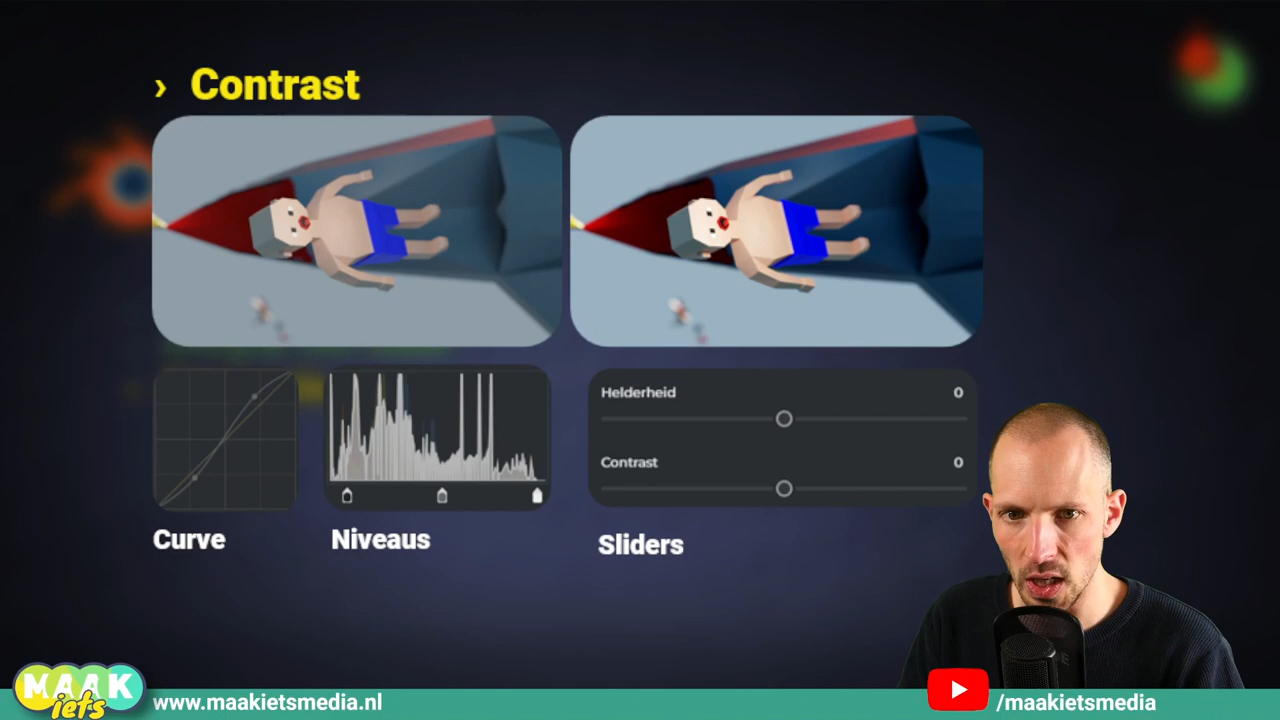 › Contrast
Helderheid 0
Contrast 0
Curve
Niveaus
Sliders
MAAK
iets
www.maakietsmedia.nl
/maakietsmedia